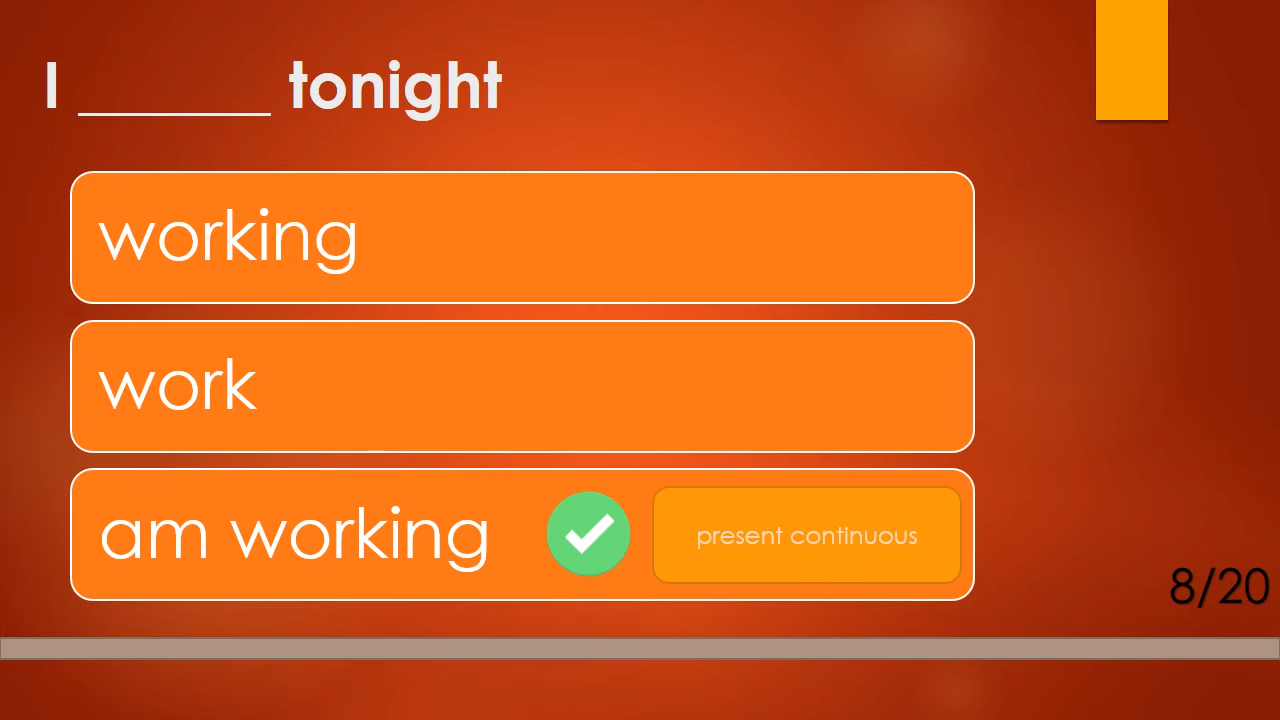 I ______ tonight
working
work
am working
present continuous
8/20